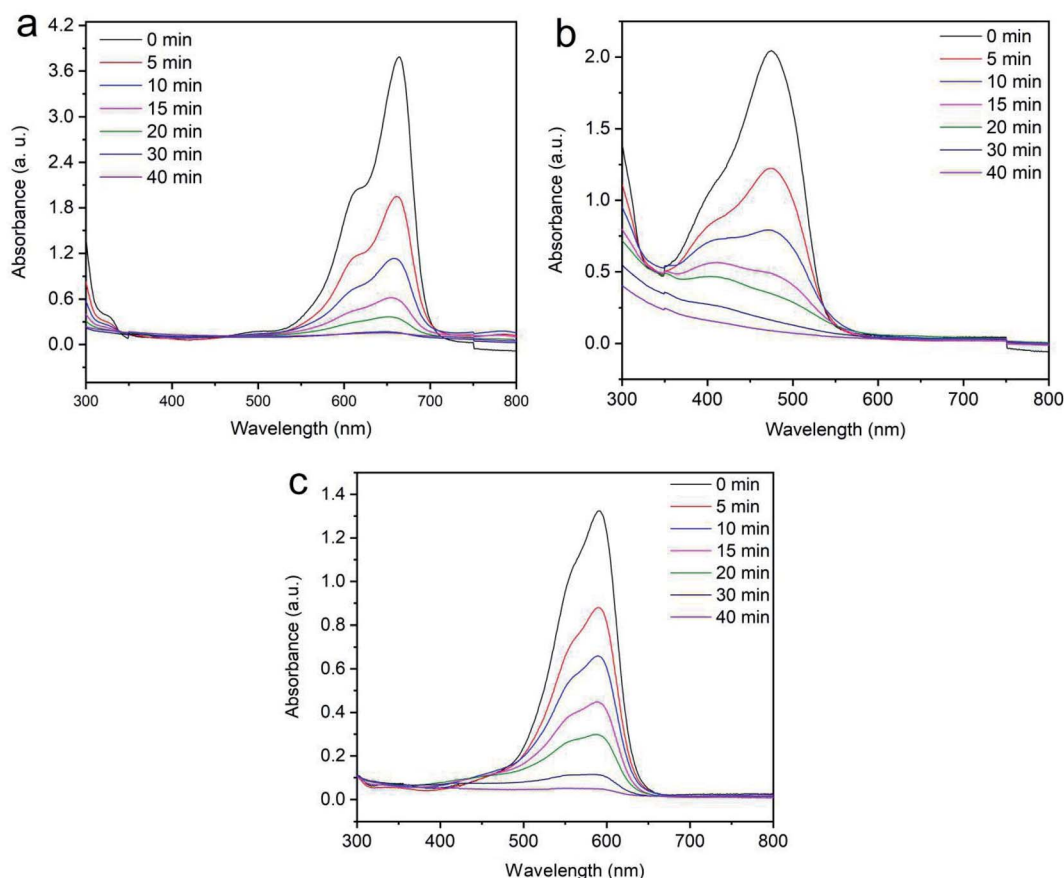 a
4.2
3.6
3.0
2.4
1.8
1.2
0.6
0.0
Absorbance (a. u.)
0 min
5 min
10 min
15 min
20 min
30 min
40 min
300 400 500 600 700 800
Wavelength (nm)
b
2.0
1.5
1.0
0.5
0.0
Absorbance (a.u.)
0 min
5 min
10 min
15 min
20 min
30 min
40 min
300 400 500 600 700 800
Wavelength (nm)
c
1.4
1.2
1.0
0.8
0.6
0.4
0.2
0.0
Absorbance (a.u.)
0 min
5 min
10 min
15 min
20 min
30 min
40 min
300 400 500 600 700 800
Wavelength (nm)